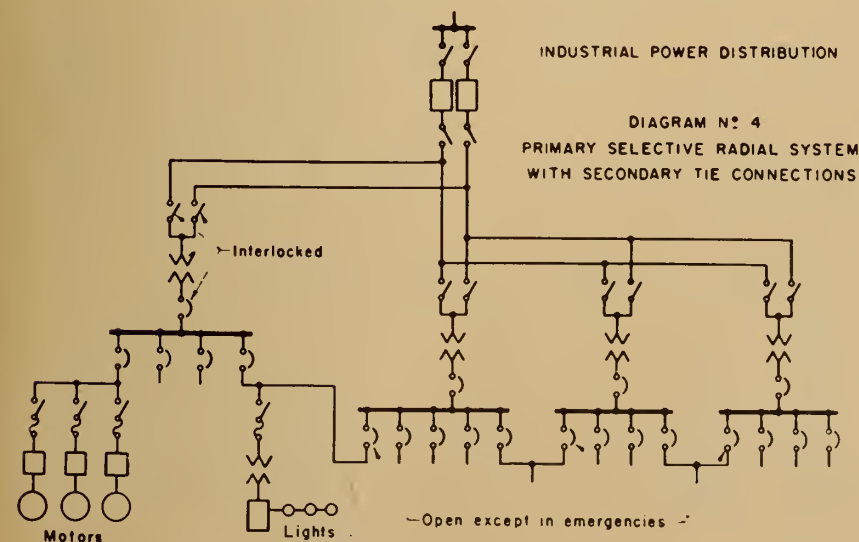 INDUSTRIAL POWER DISTRIBUTION
DIAGRAM Nº 4
PRIMARY SELECTIVE RADIAL SYSTEM
WITH SECONDARY TIE CONNECTIONS
Interlocked
Motors
Lights
Open except in emergencies